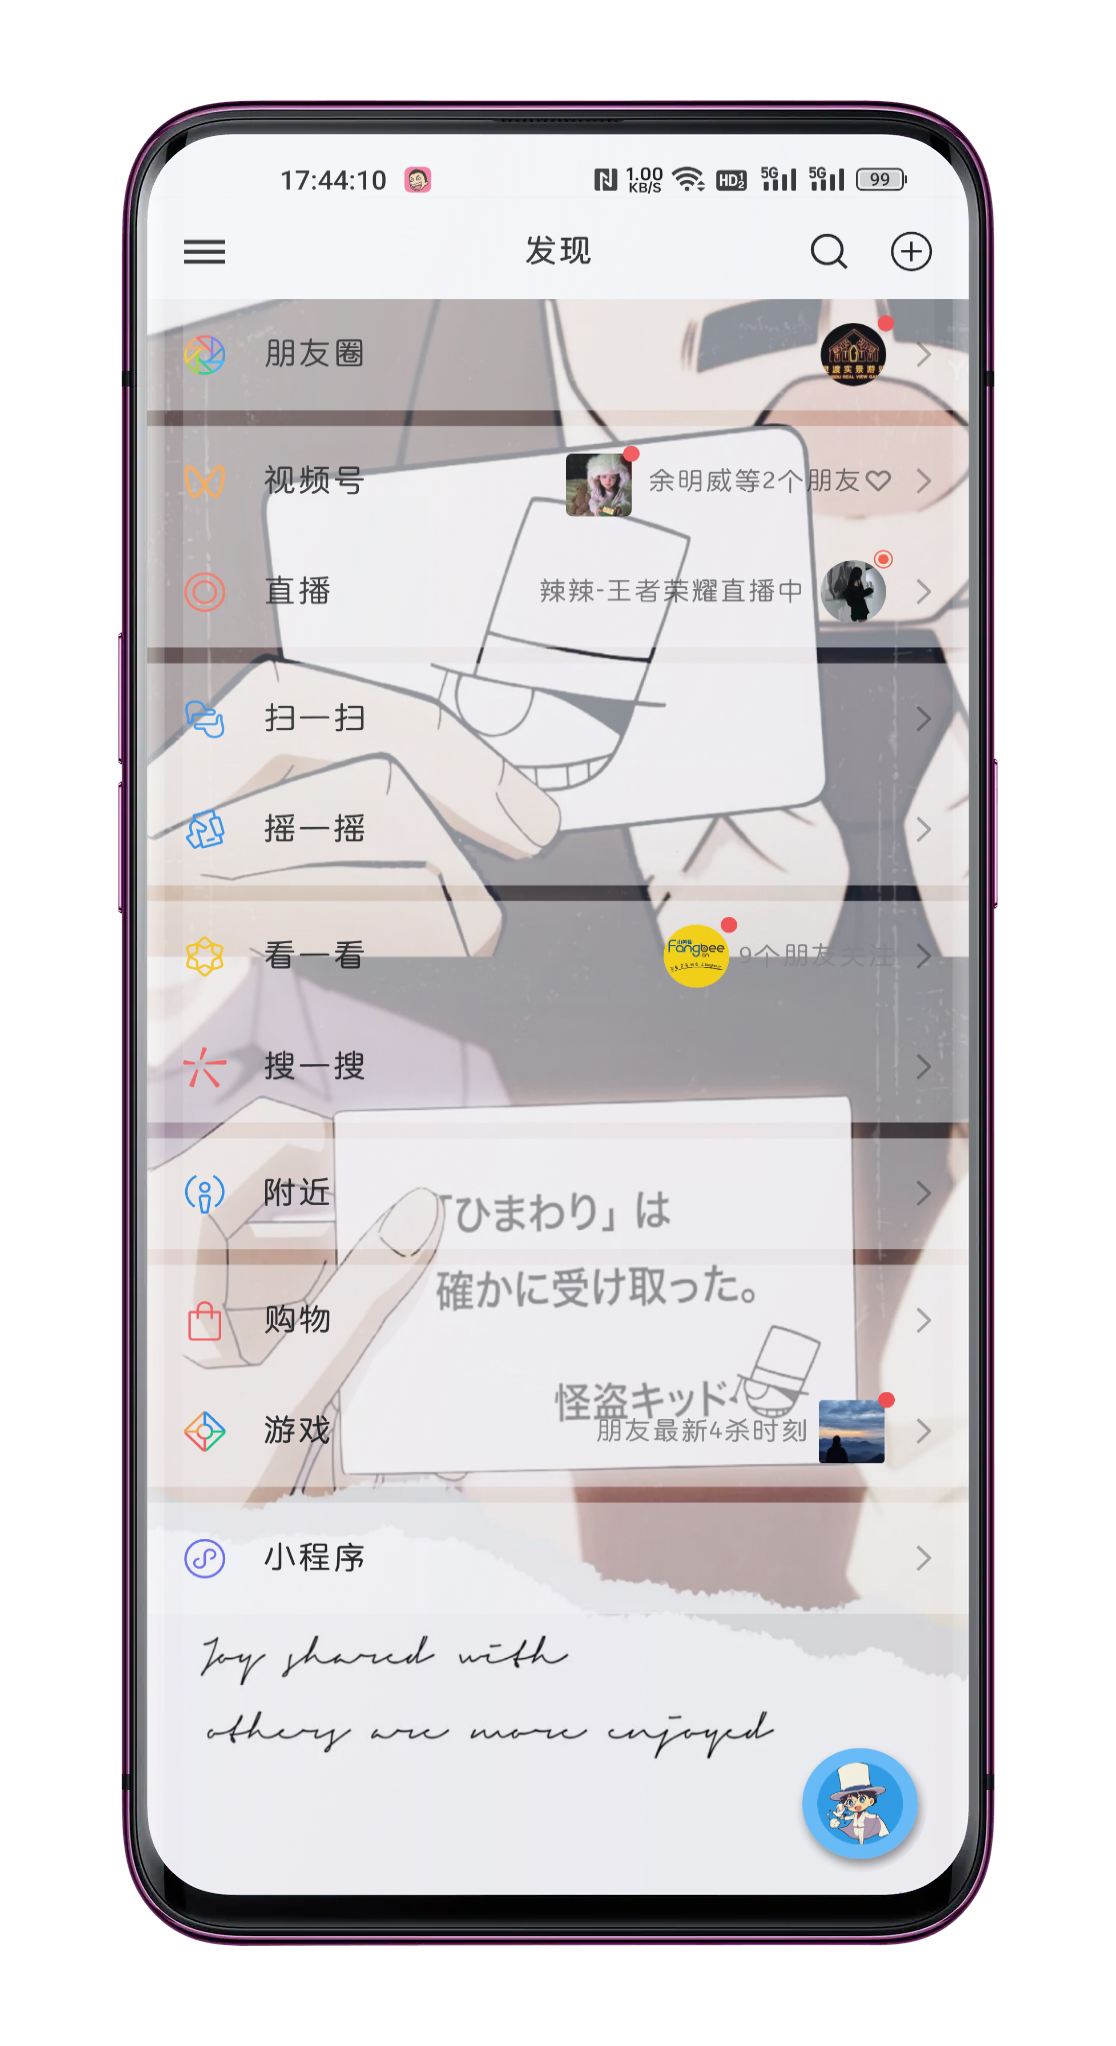 17:44:10 1.00 KB/S HD 1 2 5G 5G 99
发现
朋友圈
视频号 余明威等2个朋友♡
直播 辣辣-王者荣耀直播中
扫一扫
摇一摇
看一看 Fangbee 9个朋友关注
搜一搜
附近
「ひまわり」は
確かに受け取った。
购物
怪盗キッド
游戏 朋友最新4杀时刻
小程序
Joy shared with
others are more enjoyed